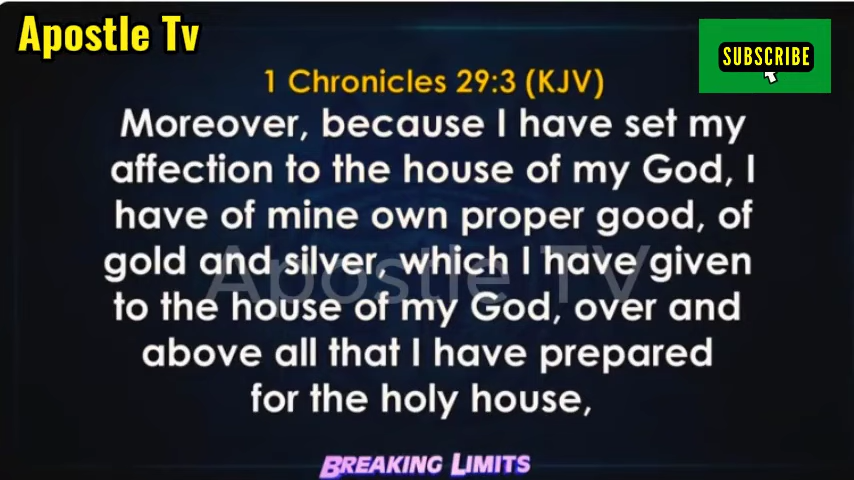 Apostle Tv
SUBSCRIBE
1 Chronicles 29:3 (KJV)
Moreover, because I have set my
affection to the house of my God, I
have of mine own proper good, of
gold and silver, which I have given
Apostle TV
to the house of my God, over and
above all that I have prepared
for the holy house,
BREAKING LIMITS